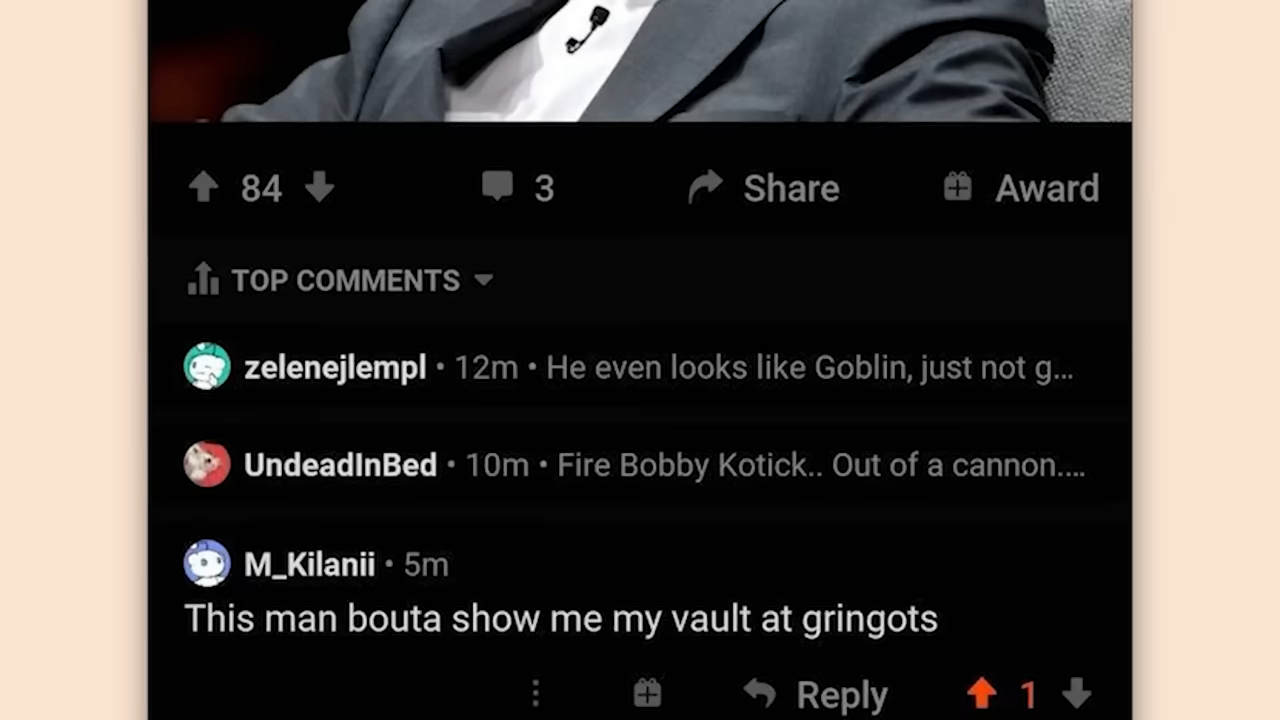 84 3 Share Award
TOP COMMENTS
zelenejlempl • 12m • He even looks like Goblin, just not g...
UndeadInBed • 10m • Fire Bobby Kotick.. Out of a cannon....
M_Kilanii • 5m
This man bouta show me my vault at gringots
Reply 1